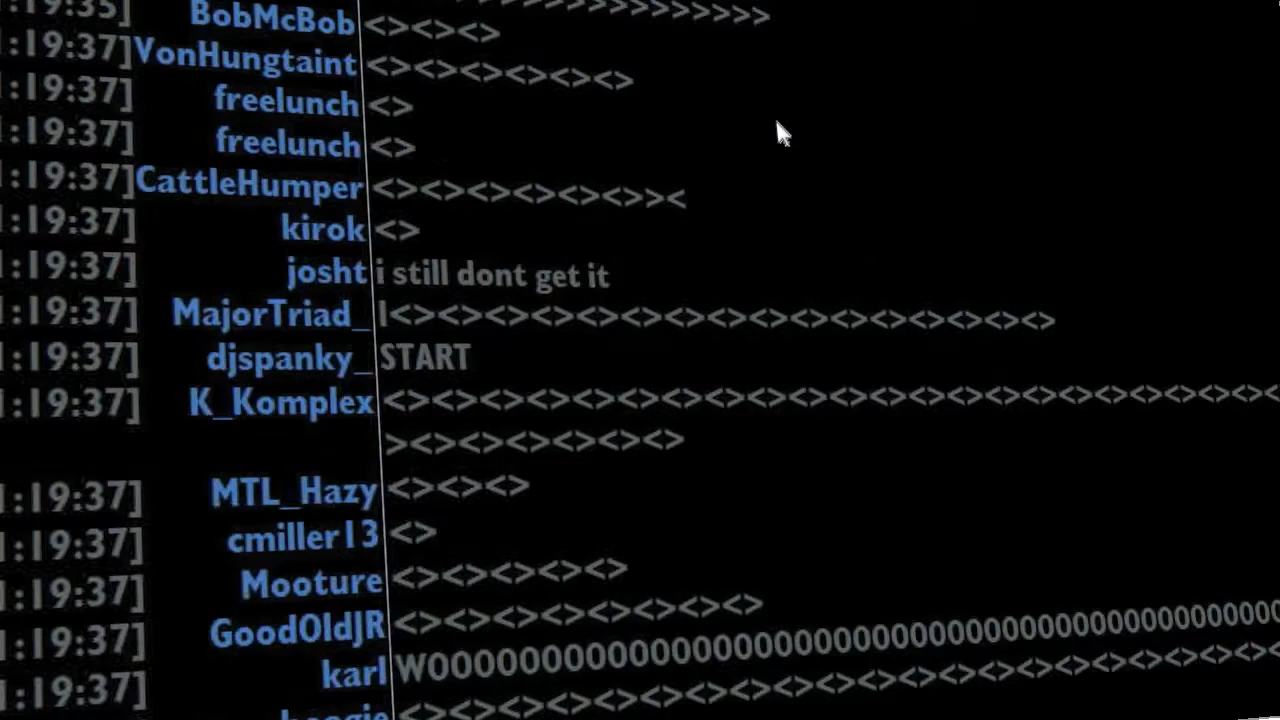 :19:35] BobMcBob <><><>
:19:37] VonHungtaint <><><><><><>
:19:37] freelunch <>
:19:37] freelunch <>
:19:37] CattleHumper <><><><><><>><
:19:37] kirok <>
:19:37] josht i still dont get it
:19:37] MajorTriad_ l<><><><><><><><><><><><><><><><>
:19:37] djspanky_ START
:19:37] K_Komplex <><><><><><><><><><><><><><><><><><><><><
><><><><><><>
:19:37] MTL_Hazy <><><>
:19:37] cmiller13 <>
:19:37] Mooture <><><><><>
:19:37] GoodOldJR <><><><><><><><>
:19:37] karl WOOOOOOOOOOOOOOOOOOOOOOOOOOOOOOOOOOOOOOOO
<><><><><><><><><><><><><><><><><><><><